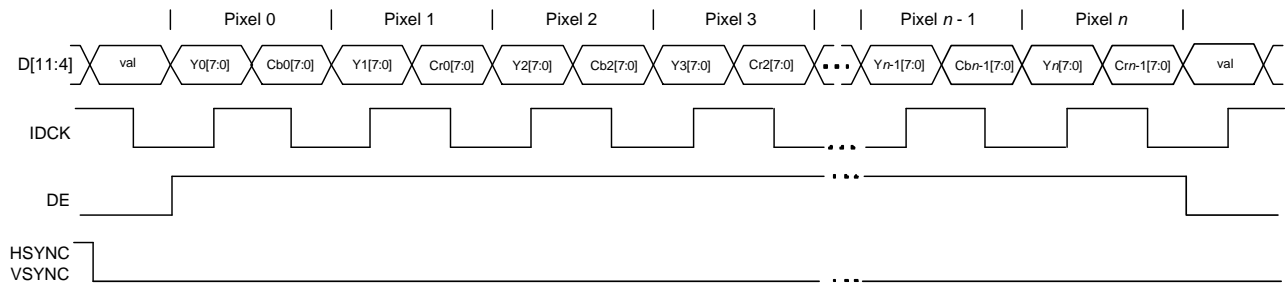 Pixel 0 Pixel 1 Pixel 2 Pixel 3 Pixel n - 1 Pixel n
D[11:4] val Y0[7:0] Cb0[7:0] Y1[7:0] Cr0[7:0] Y2[7:0] Cb2[7:0] Y3[7:0] Cr2[7:0] ... Yn-1[7:0] Cbn-1[7:0] Yn[7:0] Crn-1[7:0] val
IDCK ...
DE ...
HSYNC
VSYNC ...